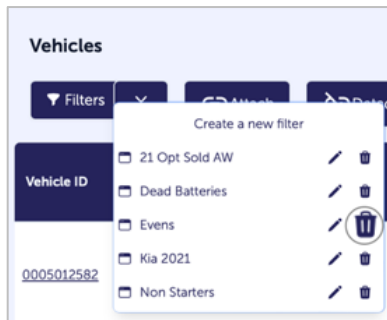 Vehicles
Filters
Attach
Create a new filter
21 Opt Sold AW
Vehicle ID
Dead Batteries
Evens
Kia 2021
0005012582
Non Starters